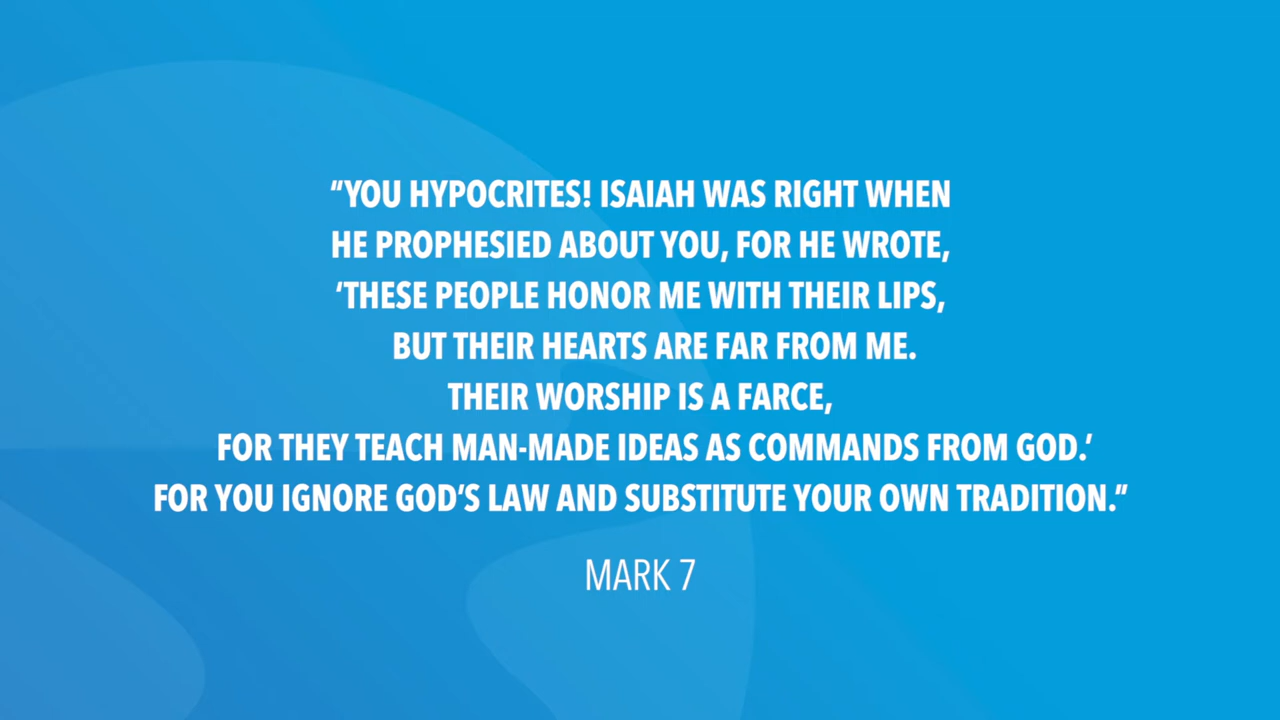 “YOU HYPOCRITES! ISAIAH WAS RIGHT WHEN
HE PROPHESIED ABOUT YOU, FOR HE WROTE,
‘THESE PEOPLE HONOR ME WITH THEIR LIPS,
BUT THEIR HEARTS ARE FAR FROM ME.
THEIR WORSHIP IS A FARCE,
FOR THEY TEACH MAN-MADE IDEAS AS COMMANDS FROM GOD.’
FOR YOU IGNORE GOD’S LAW AND SUBSTITUTE YOUR OWN TRADITION.”
MARK 7